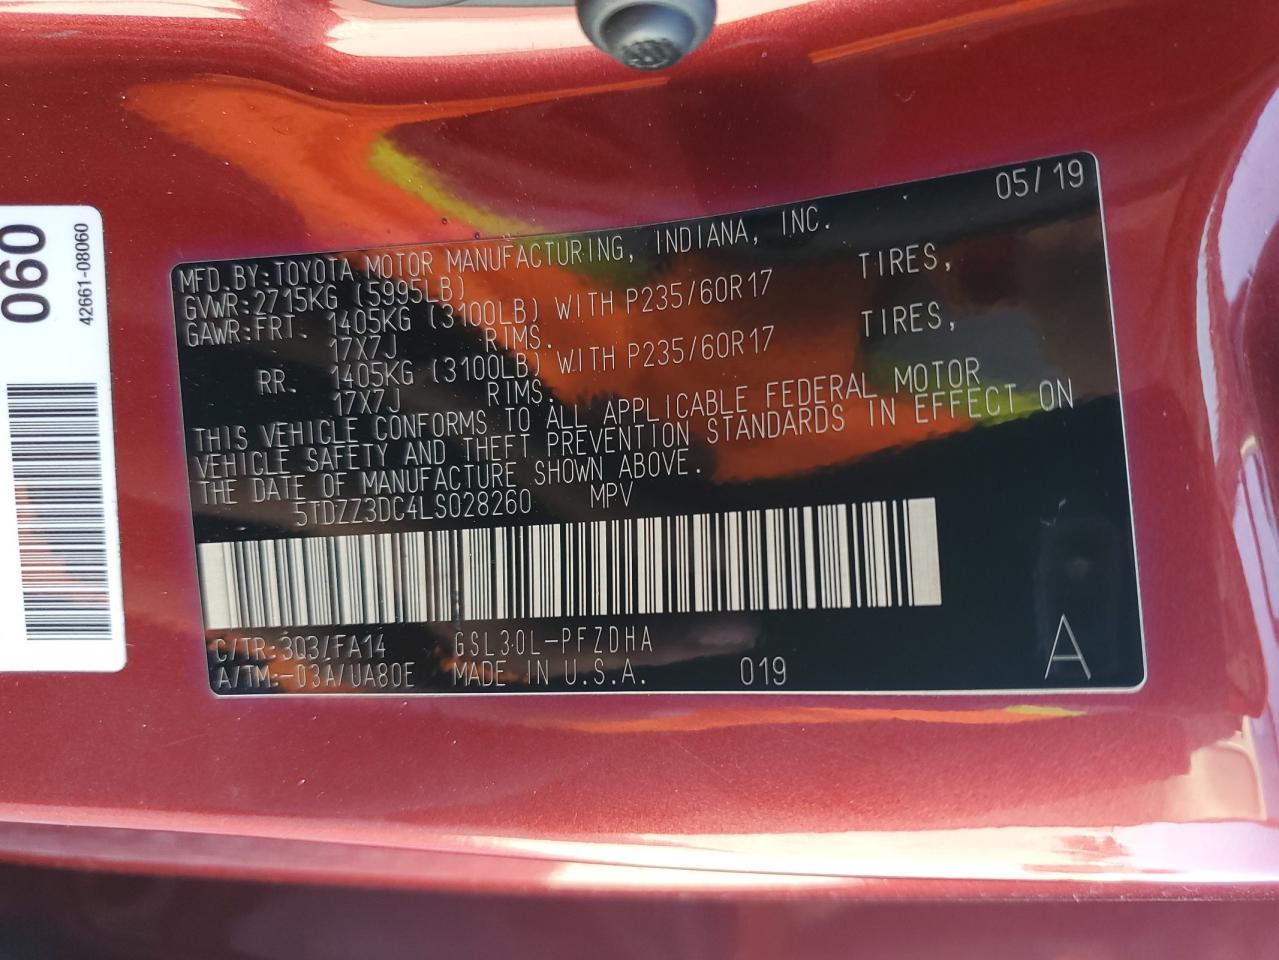 060
42661-08060
05/19
MFD.BY:TOYOTA MOTOR MANUFACTURING, INDIANA, INC.
GVWR:2715KG (5995LB)
GAWR:FRT. 1405KG (3100LB) WITH P235/60R17 TIRES,
17X7J RIMS.
RR. 1405KG (3100LB) WITH P235/60R17 TIRES,
17X7J RIMS.
THIS VEHICLE CONFORMS TO ALL APPLICABLE FEDERAL MOTOR
VEHICLE SAFETY AND THEFT PREVENTION STANDARDS IN EFFECT ON
THE DATE OF MANUFACTURE SHOWN ABOVE.
5TDZZ3DC4LS028260 MPV
C/TR:3Q3/FA14 GSL30L-PFZDHA
A/TM:-03A/UA80E MADE IN U.S.A. 019 A